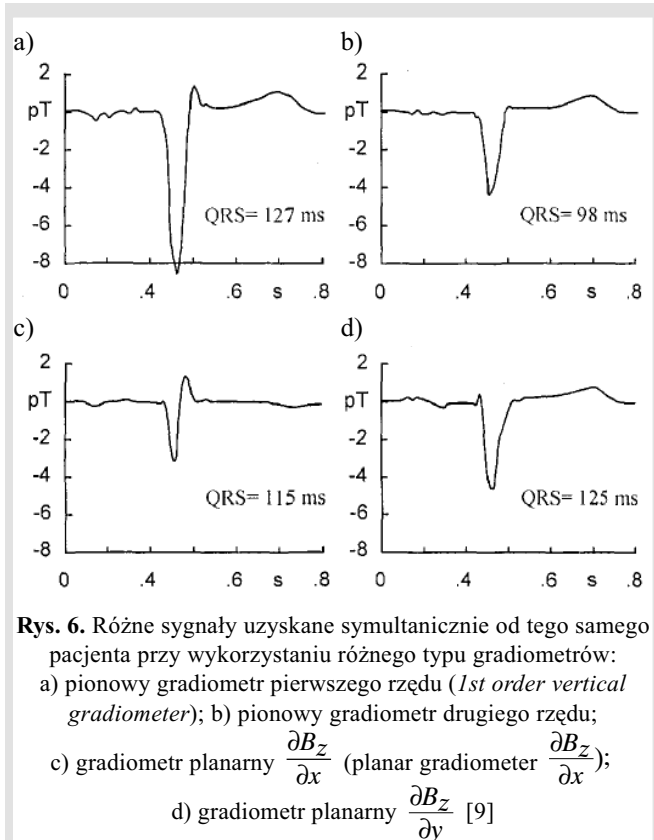 a)
2
pT
-2
-4
-6
-8
QRS= 127 ms
0 .4 .6 s .8
b)
2
pT
-2
-4
-6
-8
QRS= 98 ms
0 .4 .6 s .8
c)
2
pT
-2
-4
-6
-8
QRS= 115 ms
0 .4 .6 s .8
d)
2
pT
-2
-4
-6
-8
QRS= 125 ms
0 .4 .6 s .8
Rys. 6. Różne sygnały uzyskane symultanicznie od tego samego
pacjenta przy wykorzystaniu różnego typu gradiometrów:
a) pionowy gradiometr pierwszego rzędu (1st order vertical
gradiometer); b) pionowy gradiometr drugiego rzędu;
c) gradiometr planarny ∂Bz/∂x (planar gradiometer ∂Bz/∂x);
d) gradiometr planarny ∂Bz/∂y [9]